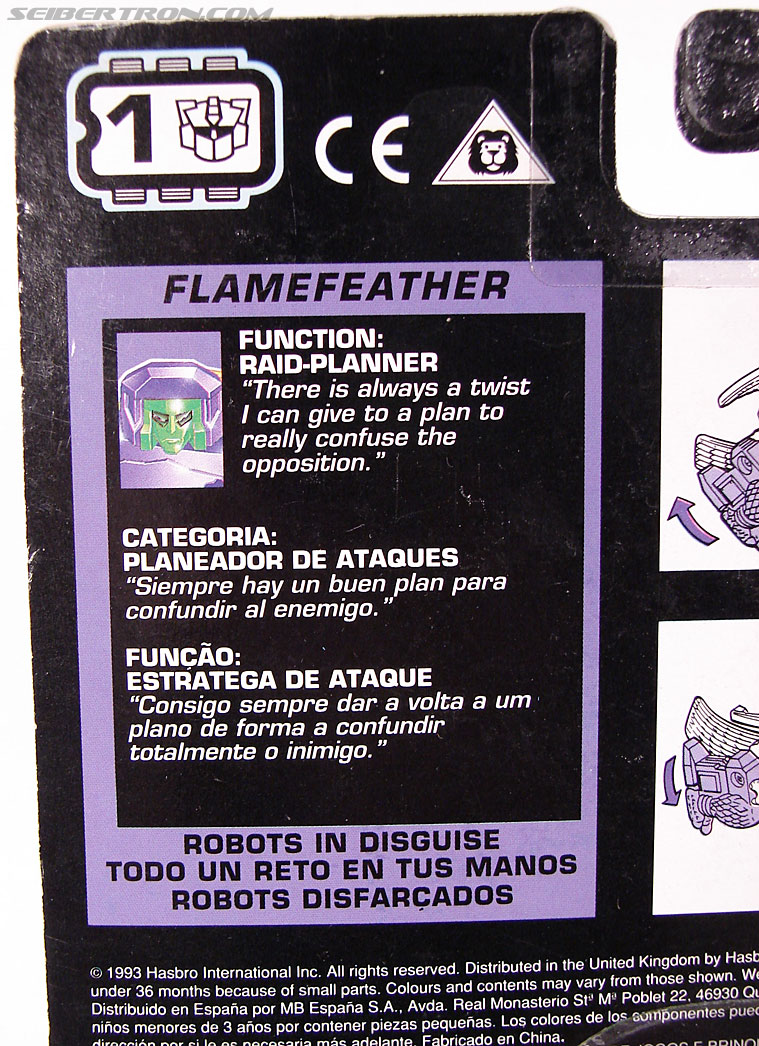 SEIBERTRON.COM
1
CE
FLAMEFEATHER
FUNCTION:
RAID-PLANNER
"There is always a twist
I can give to a plan to
really confuse the
opposition."
CATEGORIA:
PLANEADOR DE ATAQUES
"Siempre hay un buen plan para
confundir al enemigo."
FUNÇÃO:
ESTRATEGA DE ATAQUE
"Consigo sempre dar a volta a um
plano de forma a confundir
totalmente o inimigo."
ROBOTS IN DISGUISE
TODO UN RETO EN TUS MANOS
ROBOTS DISFARÇADOS
© 1993 Hasbro International Inc. All rights reserved. Distributed in the United Kingdom by Hasb
under 36 months because of small parts. Colours and contents may vary from those shown. We
Distribuido en España por MB España S.A., Avda. Real Monasterio Stª Mª Poblet 22, 46930 Qu
niños menores de 3 años por contener piezas pequeñas. Los colores de los componentes pued
dirección por si lo es necesaria más adelante. Fabricado en China.